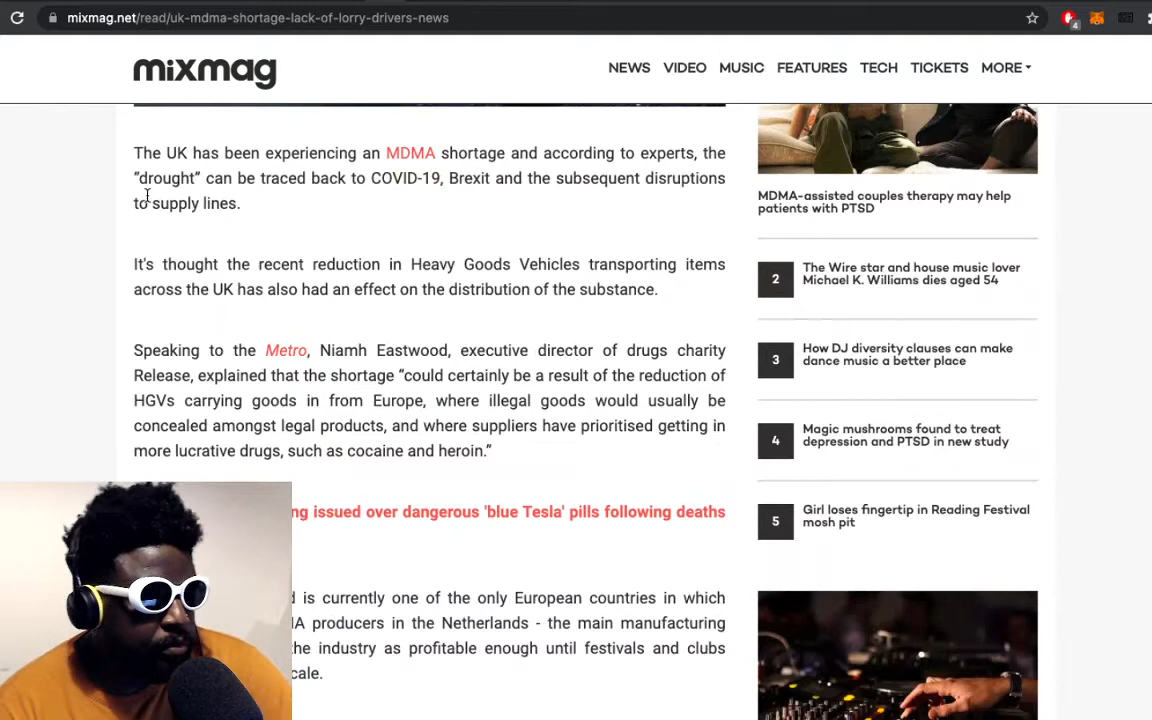 mixmag.net/read/uk-mdma-shortage-lack-of-lorry-drivers-news
4
mixmag
NEWS VIDEO MUSIC FEATURES TECH TICKETS MORE
The UK has been experiencing an MDMA shortage and according to experts, the
“drought” can be traced back to COVID-19, Brexit and the subsequent disruptions
to supply lines.
It's thought the recent reduction in Heavy Goods Vehicles transporting items
across the UK has also had an effect on the distribution of the substance.
Speaking to the Metro, Niamh Eastwood, executive director of drugs charity
Release, explained that the shortage “could certainly be a result of the reduction of
HGVs carrying goods in from Europe, where illegal goods would usually be
concealed amongst legal products, and where suppliers have prioritised getting in
more lucrative drugs, such as cocaine and heroin.”
ng issued over dangerous 'blue Tesla' pills following deaths
d is currently one of the only European countries in which
IA producers in the Netherlands - the main manufacturing
the industry as profitable enough until festivals and clubs
cale.
MDMA-assisted couples therapy may help
patients with PTSD
2
The Wire star and house music lover
Michael K. Williams dies aged 54
3
How DJ diversity clauses can make
dance music a better place
4
Magic mushrooms found to treat
depression and PTSD in new study
5
Girl loses fingertip in Reading Festival
mosh pit